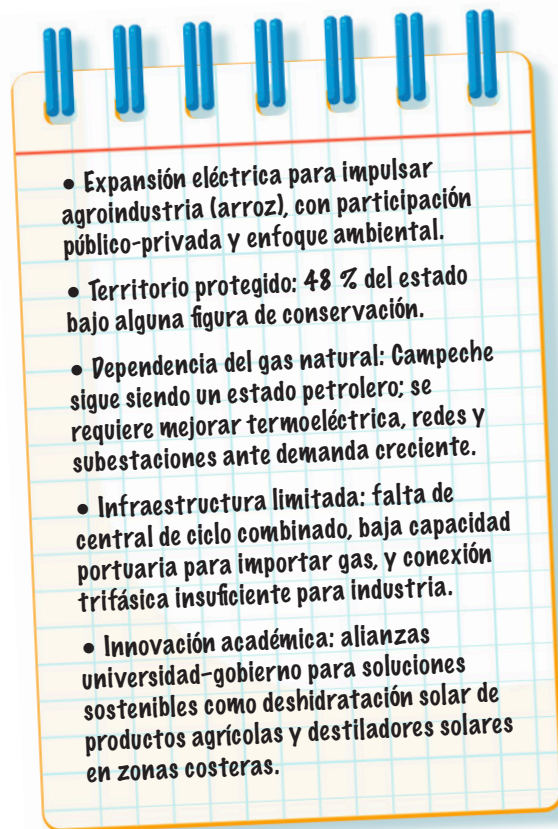 • Expansión eléctrica para impulsar
agroindustria (arroz), con participación
público-privada y enfoque ambiental.
• Territorio protegido: 48 % del estado
bajo alguna figura de conservación.
• Dependencia del gas natural: Campeche
sigue siendo un estado petrolero; se
requiere mejorar termoeléctrica, redes y
subestaciones ante demanda creciente.
• Infraestructura limitada: falta de
central de ciclo combinado, baja capacidad
portuaria para importar gas, y conexión
trifásica insuficiente para industria.
• Innovación académica: alianzas
universidad–gobierno para soluciones
sostenibles como deshidratación solar de
productos agrícolas y destiladores solares
en zonas costeras.